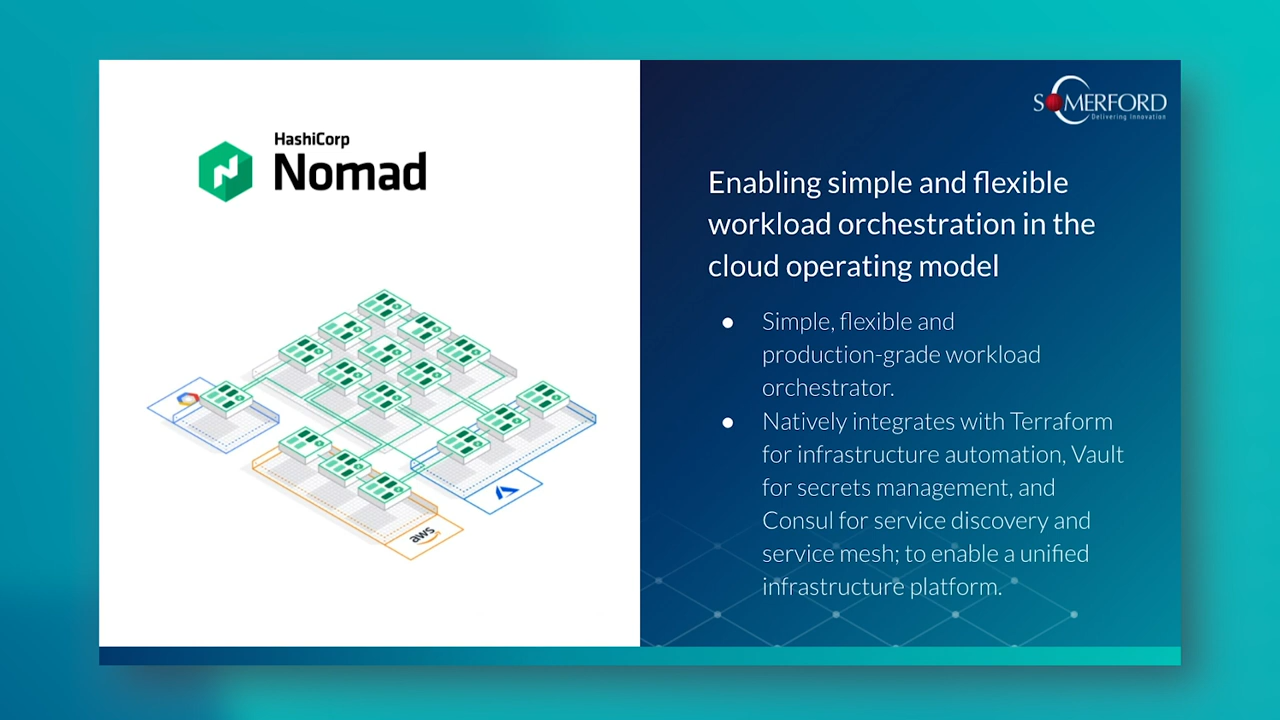 HashiCorp
Nomad
aws
SOMERFORD
Delivering Innovation
Enabling simple and flexible
workload orchestration in the
cloud operating model
● Simple, flexible and
production-grade workload
orchestrator.
● Natively integrates with Terraform
for infrastructure automation, Vault
for secrets management, and
Consul for service discovery and
service mesh; to enable a unified
infrastructure platform.